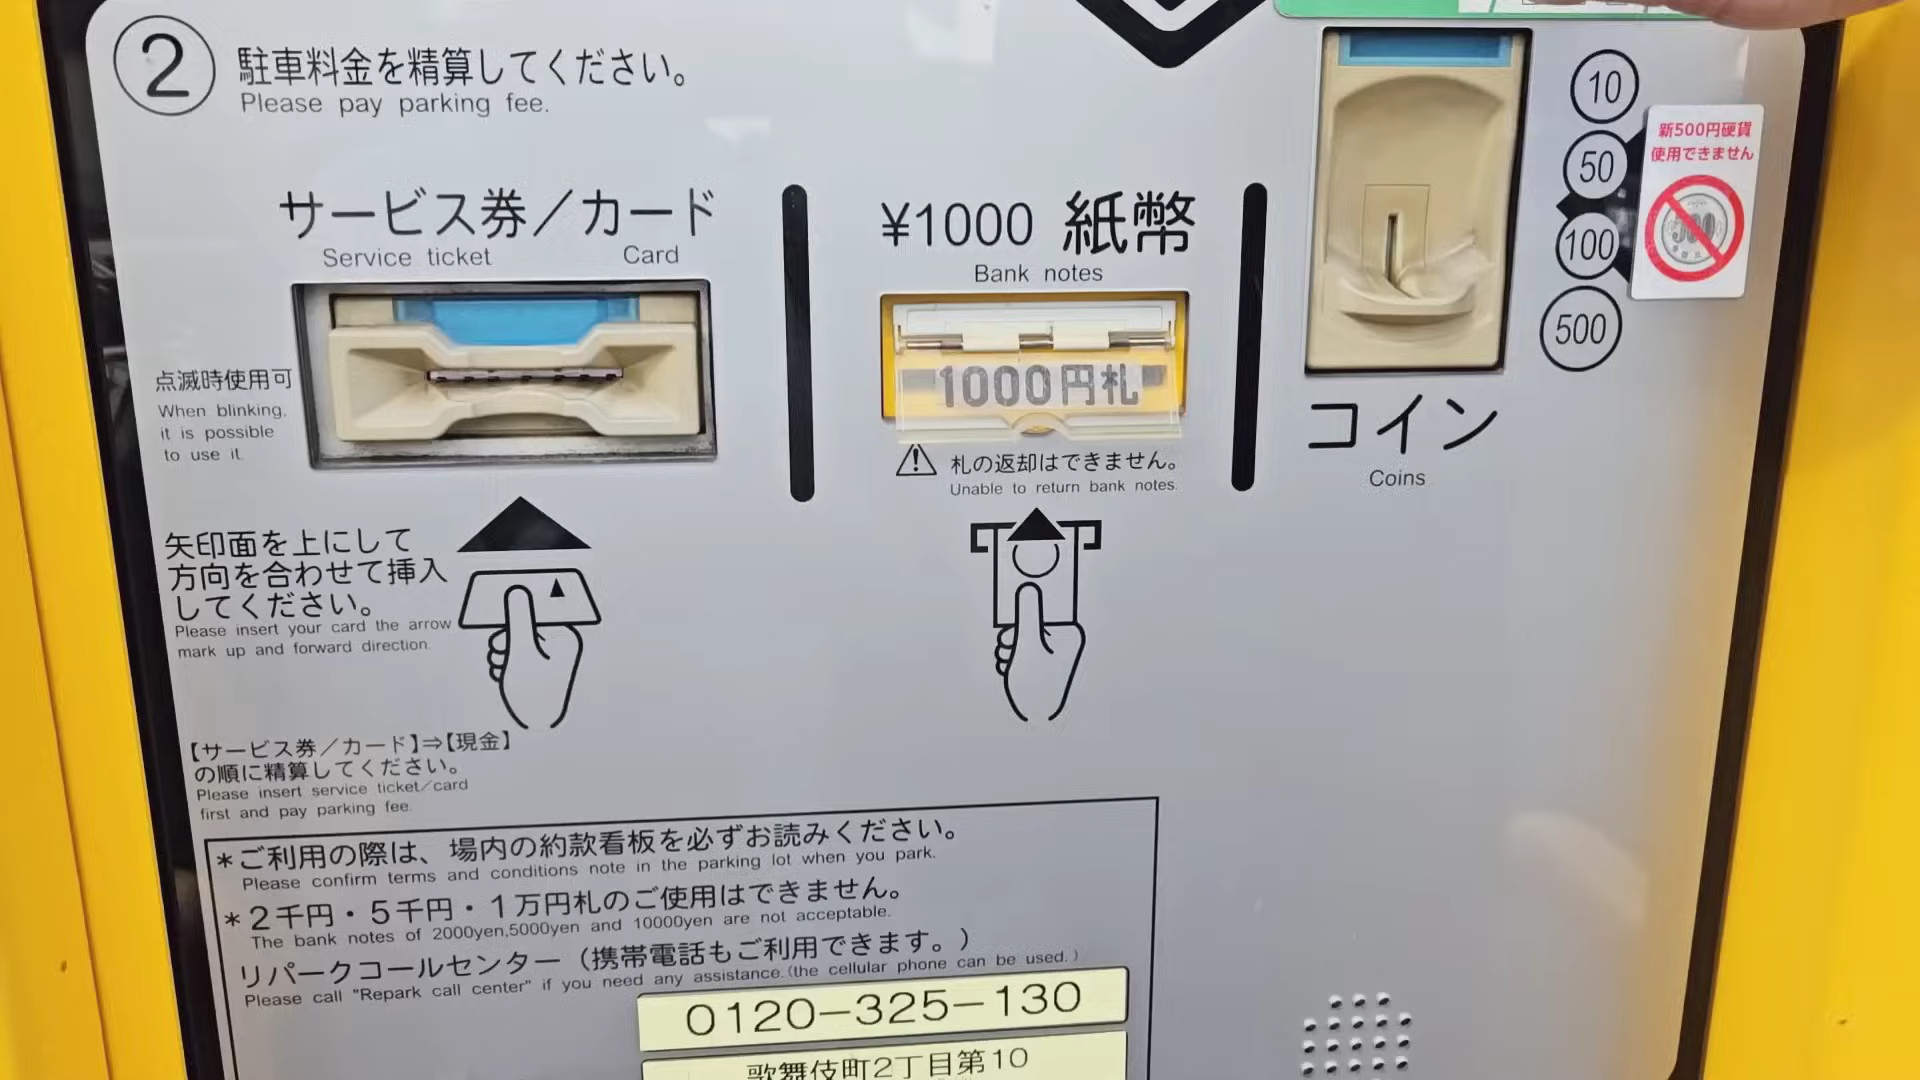 2 駐車料金を精算してください。
Please pay parking fee.
サービス券／カード
Service ticket Card
点滅時使用可
When blinking,
it is possible
to use it.
矢印面を上にして
方向を合わせて挿入
してください。
Please insert your card the arrow
mark up and forward direction.
【サービス券／カード】⇒【現金】
の順に精算してください。
Please insert service ticket/card
first and pay parking fee.
¥1000 紙幣
Bank notes
1000円札
札の返却はできません。
Unable to return bank notes.
コイン
Coins
10
50
100
500
新500円硬貨
使用できません
500
＊ご利用の際は、場内の約款看板を必ずお読みください。
Please confirm terms and conditions note in the parking lot when you park.
＊2千円・5千円・1万円札のご使用はできません。
The bank notes of 2000yen,5000yen and 10000yen are not acceptable.
リパークコールセンター（携帯電話もご利用できます。）
Please call "Repark call center" if you need any assistance.(the cellular phone can be used.)
0120-325-130
歌舞伎町2丁目第10